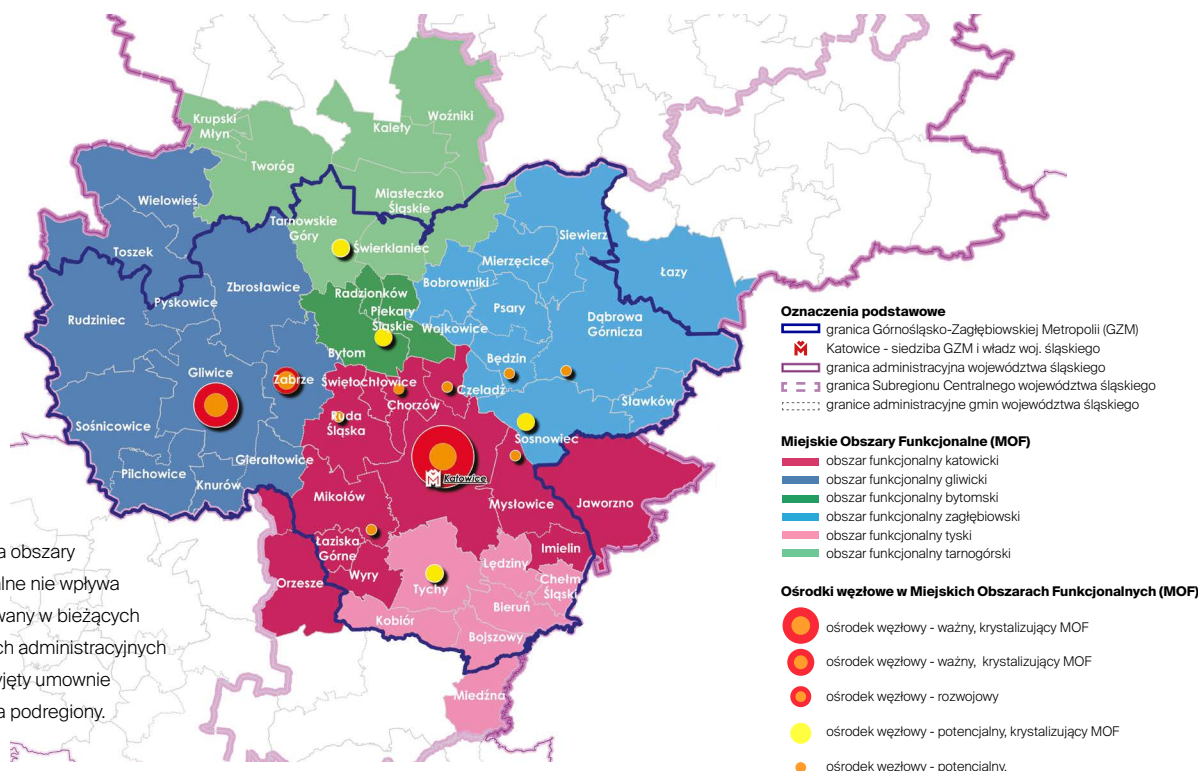 Krupski
Młyn
Woźniki
Kalety
Tworóg
Miasteczko
Śląskie
Wielowieś
Tarnowskie
Góry
Świerklaniec
Siewierz
Toszek
Mierzęcice
Łazy
Zbrosławice
Bobrowniki
Radzionków
Pyskowice
Psary
Rudziniec
Piekary
Śląskie
Dąbrowa
Górnicza
Wojkowice
Bytom
Będzin
Gliwice
Zabrze
Świętochłowice
Czeladź
Chorzów
Sławków
Ruda
Śląska
Sośnicowice
Sosnowiec
Gierałtowice
Pilchowice
Knurów
Katowice
Mikołów
Mysłowice
Jaworzno
Łaziska
Górne
Imielin
Lędziny
Orzesze
Wyry
Tychy
Chełm
Śląski
Bieruń
Kobiór
Bojszowy
Miedźna
a obszary
alne nie wpływa
wany w bieżących
ch administracyjnych
yjęty umownie
a podregiony.
Oznaczenia podstawowe
granica Górnośląsko-Zagłębiowskiej Metropolii (GZM)
Katowice - siedziba GZM i władz woj. śląskiego
granica administracyjna województwa śląskiego
granica Subregionu Centralnego województwa śląskiego
granice administracyjne gmin województwa śląskiego
Miejskie Obszary Funkcjonalne (MOF)
obszar funkcjonalny katowicki
obszar funkcjonalny gliwicki
obszar funkcjonalny bytomski
obszar funkcjonalny zagłębiowski
obszar funkcjonalny tyski
obszar funkcjonalny tarnogórski
Ośrodki węzłowe w Miejskich Obszarach Funkcjonalnych (MOF)
ośrodek węzłowy - ważny, krystalizujący MOF
ośrodek węzłowy - ważny, krystalizujący MOF
ośrodek węzłowy - rozwojowy
ośrodek węzłowy - potencjalny, krystalizujący MOF
ośrodek węzłowy - potencjalny,